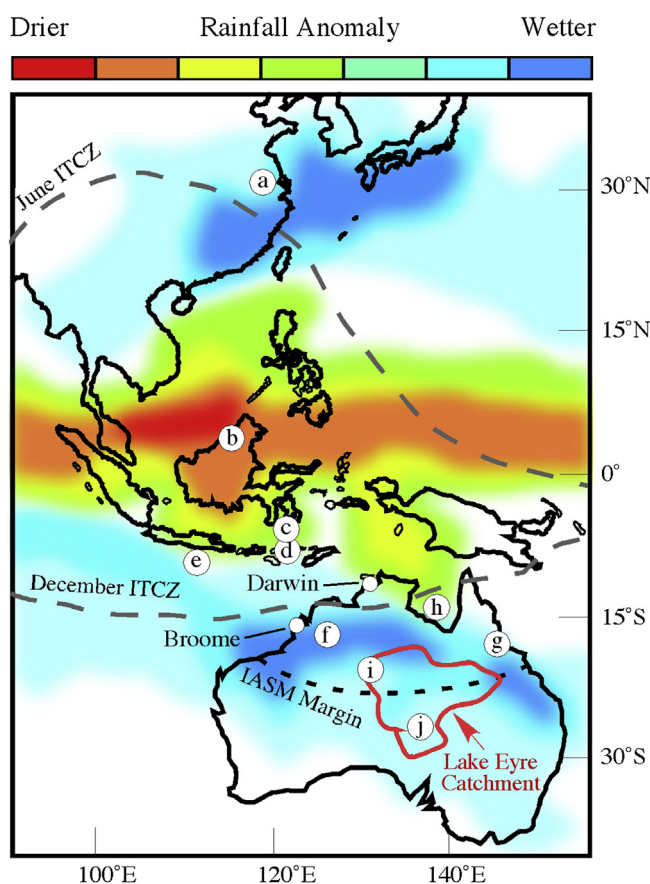 Drier Rainfall Anomaly Wetter
June ITCZ
a
30°N
15°N
b
0°
c
d
e
December ITCZ
Darwin
h
15°S
Broome
f
g
i
IASM Margin
j
30°S
Lake Eyre
Catchment
100°E 120°E 140°E